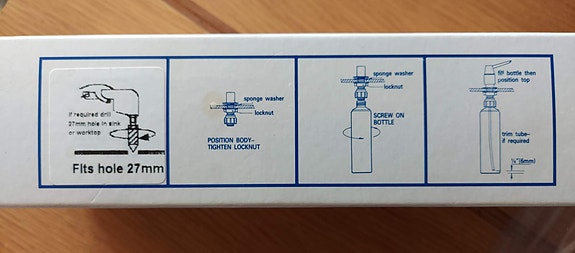 if required drill
27mm hole in sink
or worktop
Fits hole 27mm
sponge washer
locknut
POSITION BODY-
TIGHTEN LOCKNUT
sponge washer
locknut
SCREW ON
BOTTLE
fill bottle then
position top
trim tube-
if required
¼"(6mm)